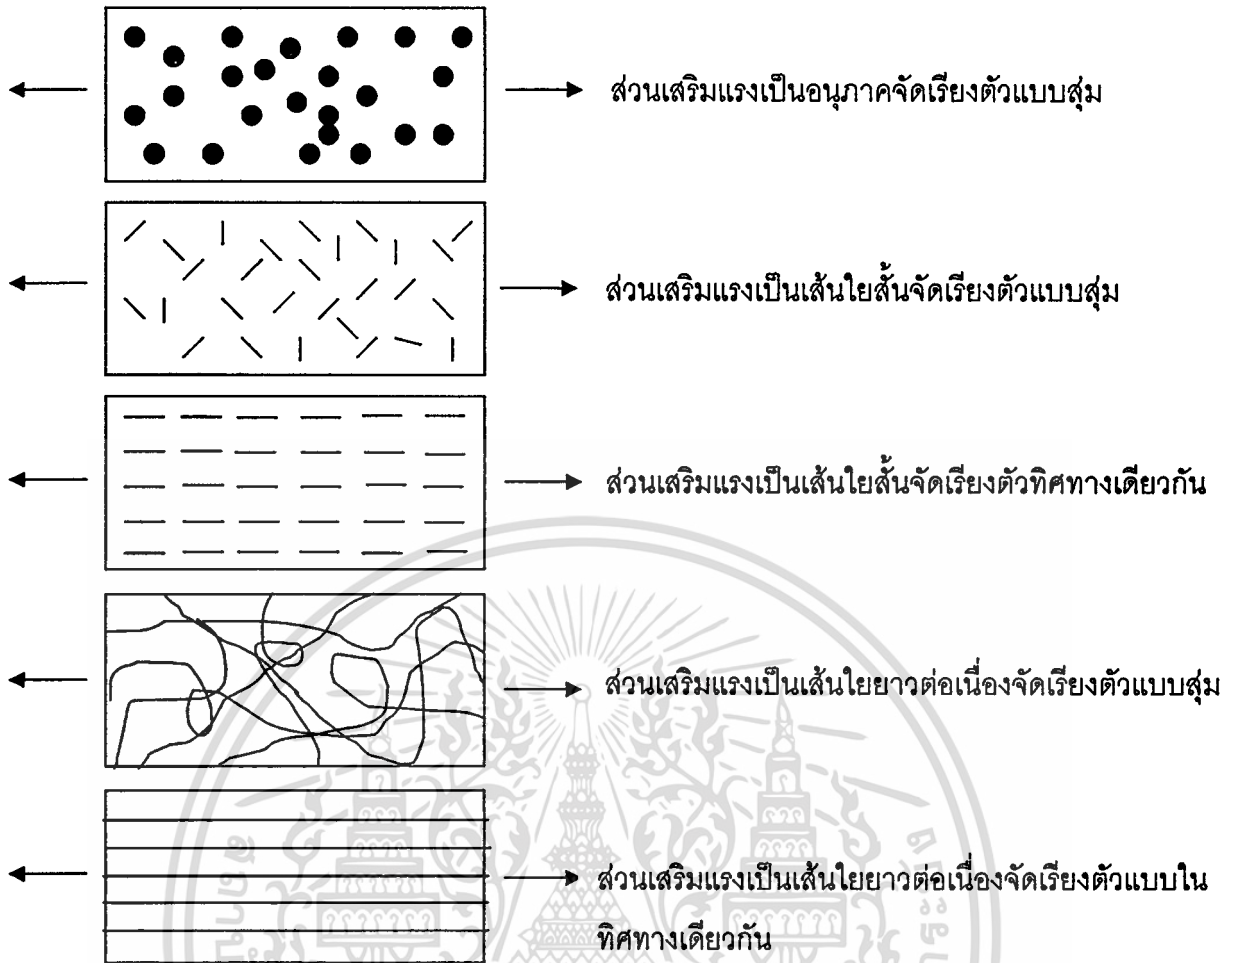 ส่วนเสริมแรงเป็นอนุภาคจัดเรียงตัวแบบสุ่ม
ส่วนเสริมแรงเป็นเส้นใยสั้นจัดเรียงตัวแบบสุ่ม
ส่วนเสริมแรงเป็นเส้นใยสั้นจัดเรียงตัวทิศทางเดียวกัน
ส่วนเสริมแรงเป็นเส้นใยยาวต่อเนื่องจัดเรียงตัวแบบสุ่ม
ส่วนเสริมแรงเป็นเส้นใยยาวต่อเนื่องจัดเรียงตัวแบบใน
ทิศทางเดียวกัน